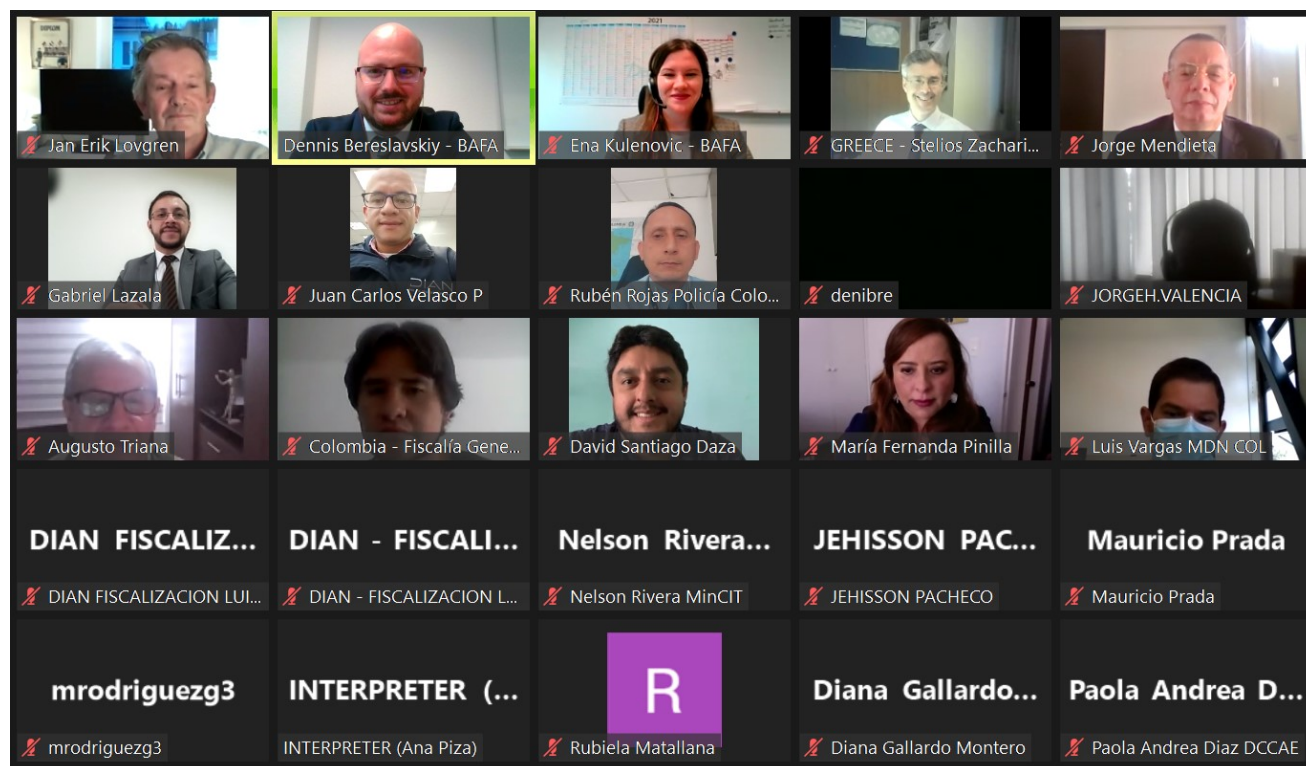 DIPLOM
2021
Jan Erik Lovgren
Dennis Bereslavskiy - BAFA
Ena Kulenovic - BAFA
GREECE - Stelios Zachari...
Jorge Mendieta
DIAN
Gabriel Lazala
Juan Carlos Velasco P
Rubén Rojas Policía Colo...
denibre
JORGEH.VALENCIA
Augusto Triana
Colombia - Fiscalía Gene...
David Santiago Daza
María Fernanda Pinilla
Luis Vargas MDN COL
DIAN FISCALIZ...
DIAN - FISCALI...
Nelson Rivera...
JEHISSON PAC...
Mauricio Prada
DIAN FISCALIZACION LUI...
DIAN - FISCALIZACION L...
Nelson Rivera MinCIT
JEHISSON PACHECO
Mauricio Prada
mrodriguezg3
INTERPRETER (...
R
Diana Gallardo...
Paola Andrea D...
mrodriguezg3
INTERPRETER (Ana Piza)
Rubiela Matallana
Diana Gallardo Montero
Paola Andrea Diaz DCCAE